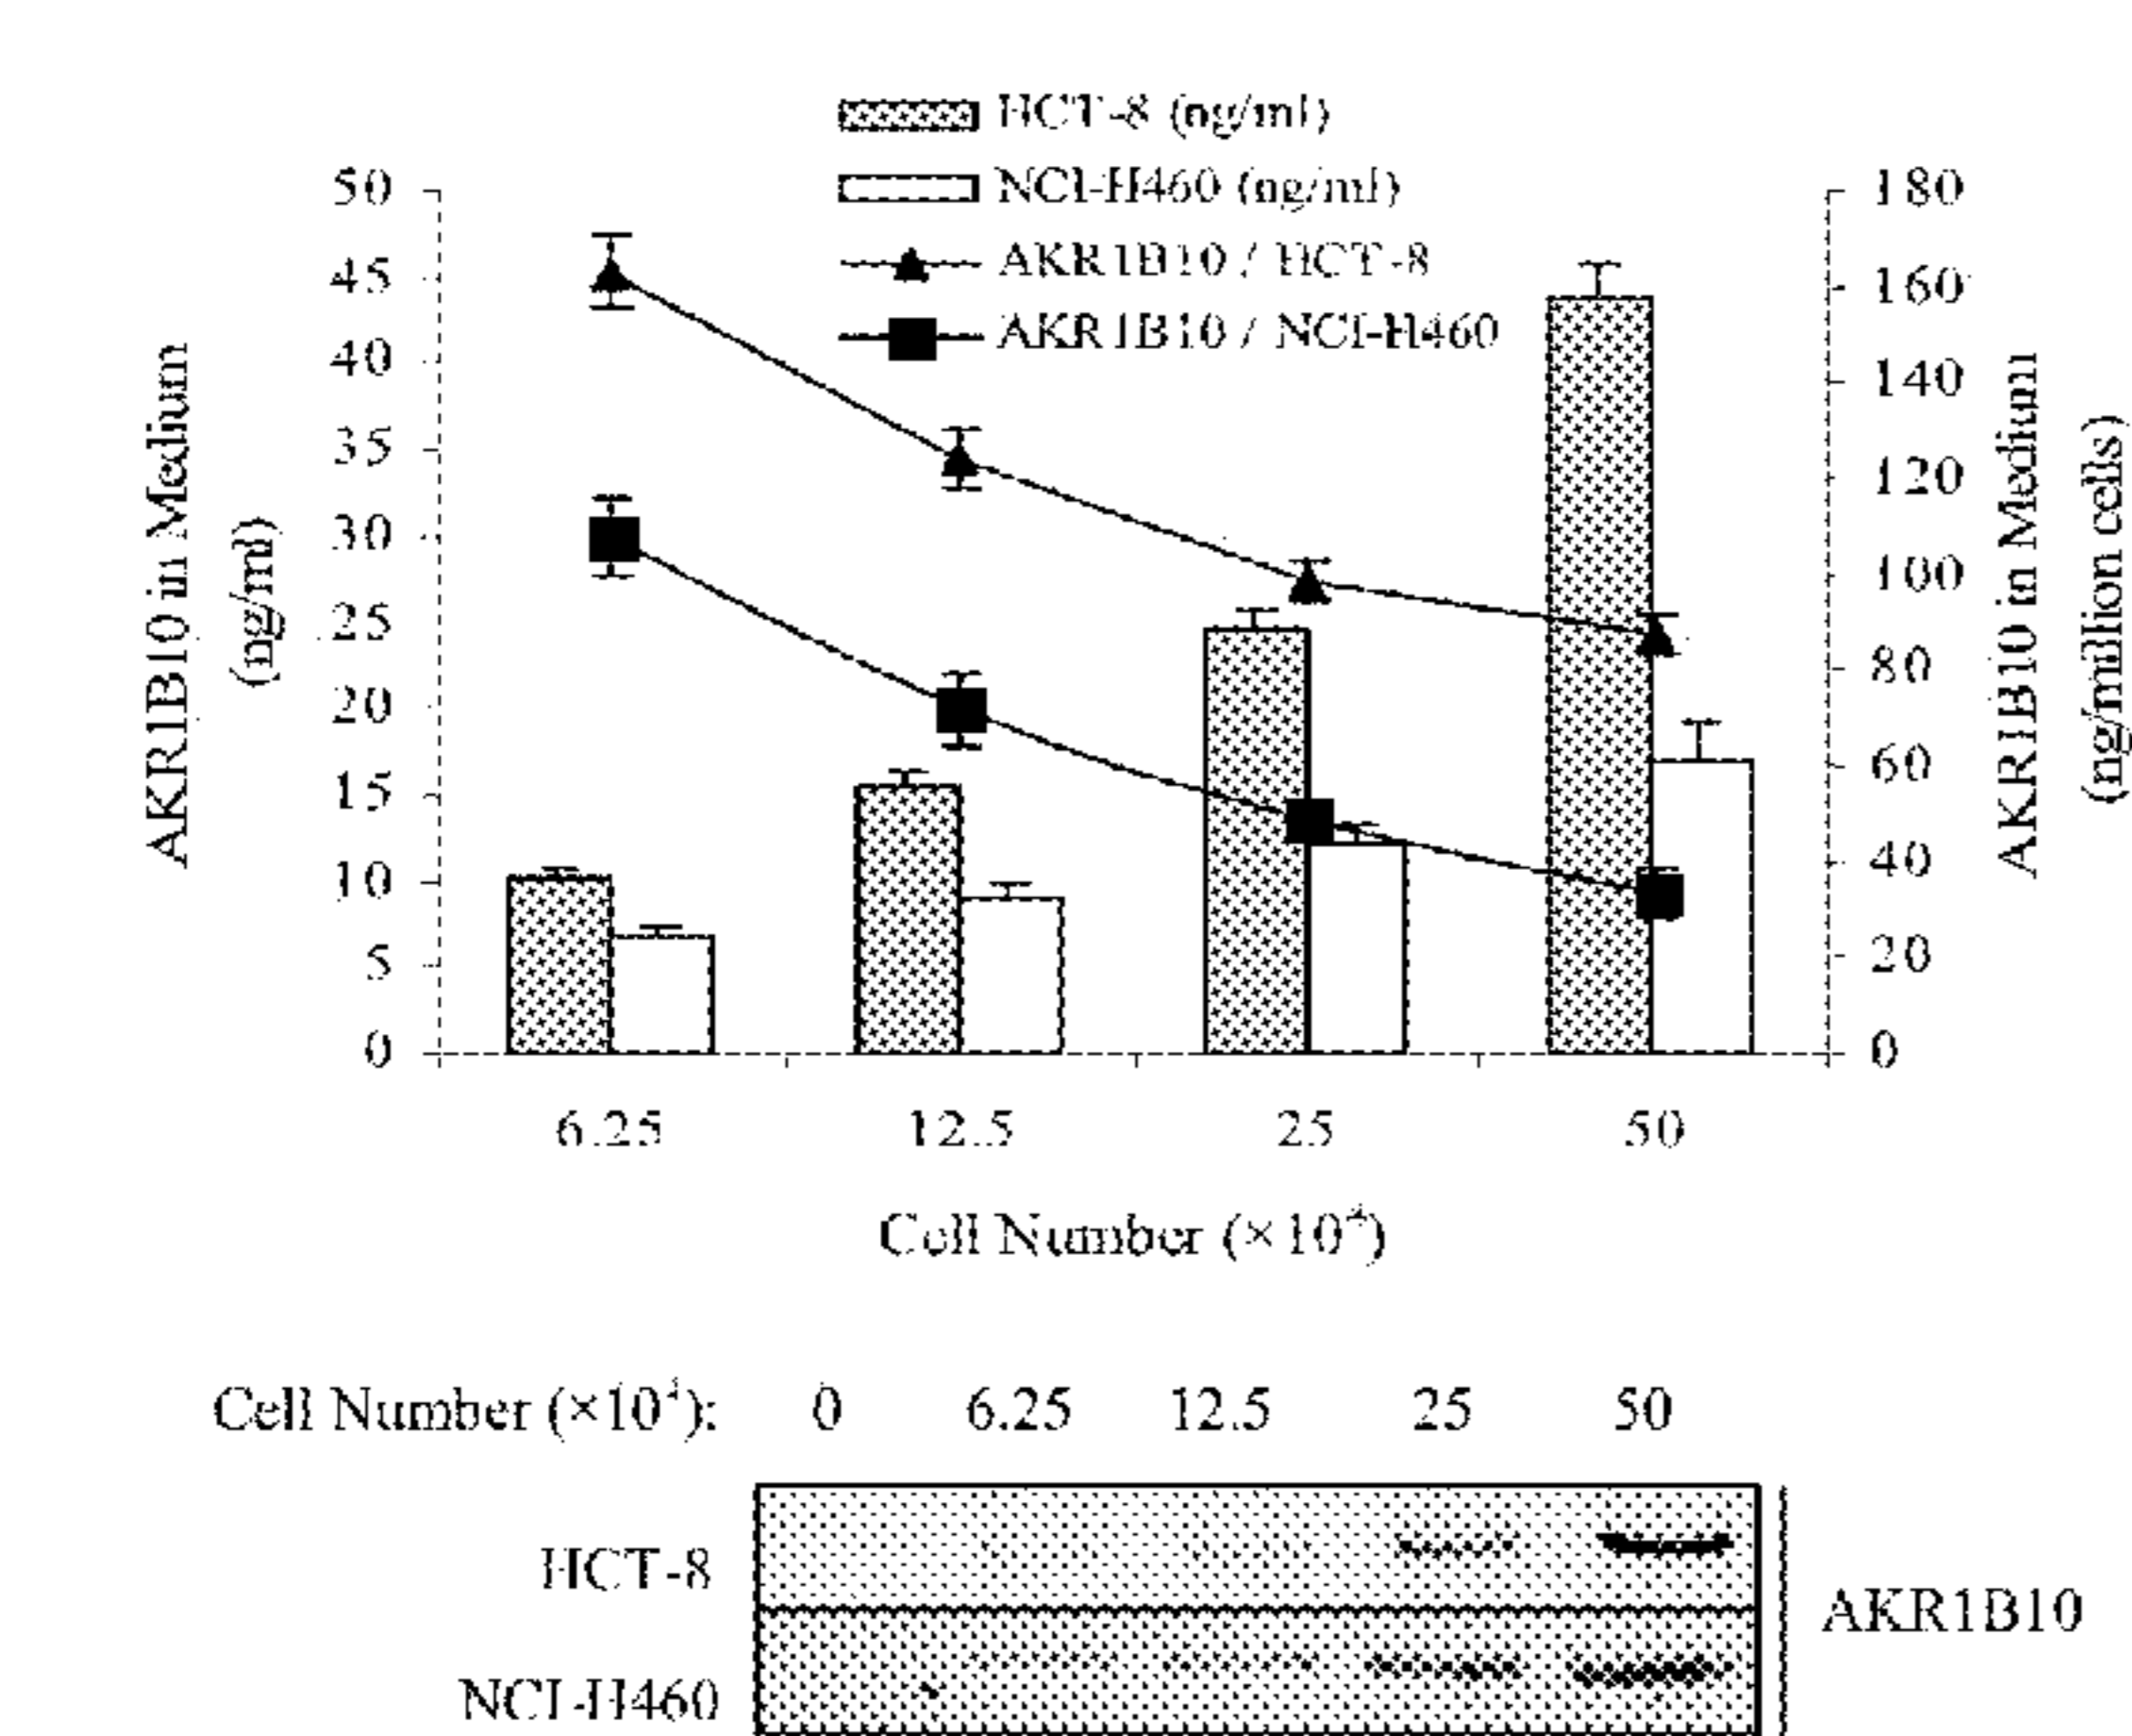 HCT-8 (ng/ml)
NCI-H460 (ng/ml)
AKR1B10 / HCT-8
AKR1B10 / NCI-H460
AKR1B10 in Medium
(ng/ml)
50
45
40
35
30
25
20
15
10
5
0
180
160
140
120
100
80
60
40
20
0
AKR1B10 in Medium
(ng/million cells)
6.25 12.5 25 50
Cell Number (×10⁴)
Cell Number (×10⁴): 0 6.25 12.5 25 50
HCT-8
AKR1B10
NCI-H460